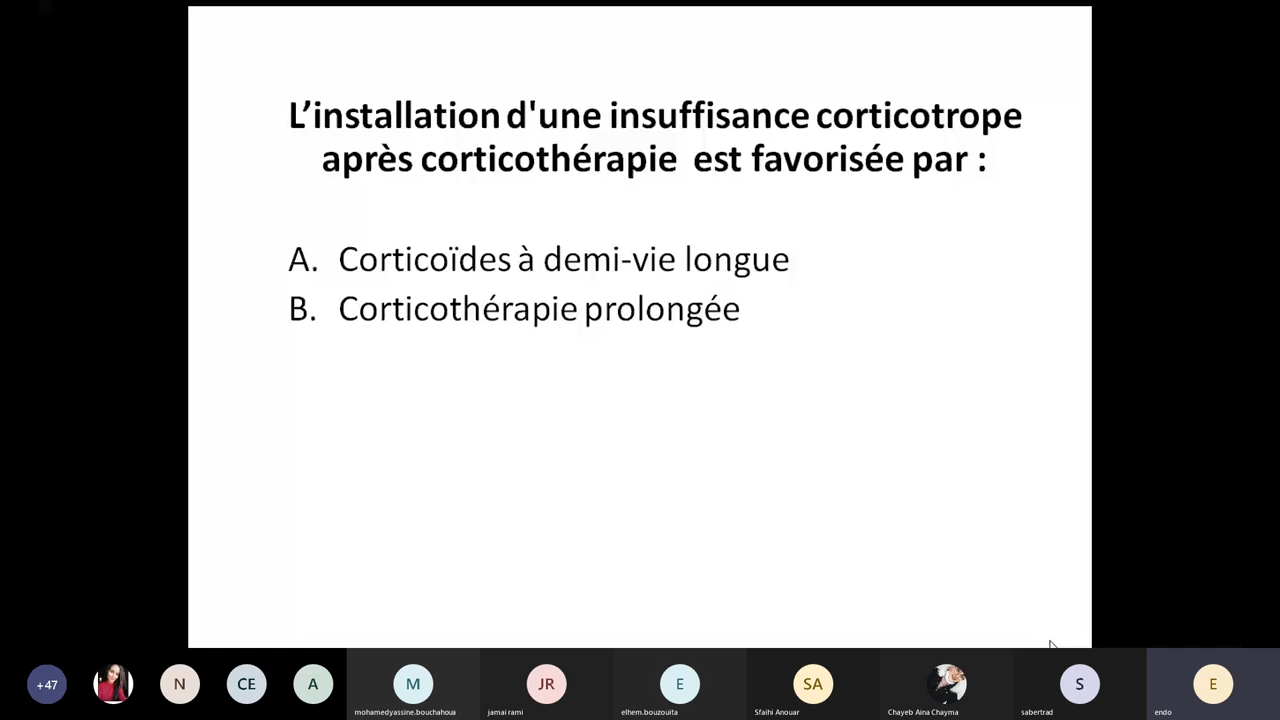 L'installation d'une insuffisance corticotrope
après corticothérapie est favorisée par :
A. Corticoïdes à demi-vie longue
B. Corticothérapie prolongée
+47
N
CE
A
M
JR
E
SA
S
E
mohamedyassine.bouchahoua
jamai rami
elhem.bouzouita
Sfaihi Anouar
Chayeb Aina Chayma
sabertrad
endo